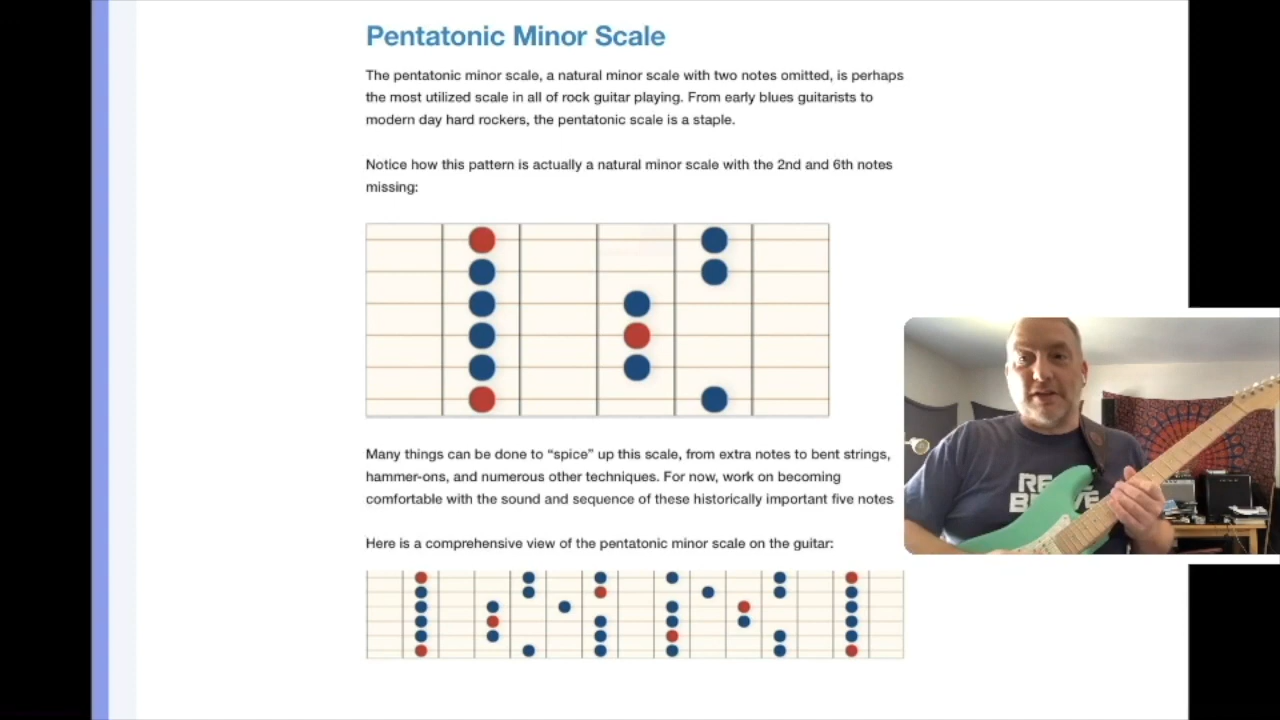 Pentatonic Minor Scale
The pentatonic minor scale, a natural minor scale with two notes omitted, is perhaps
the most utilized scale in all of rock guitar playing. From early blues guitarists to
modern day hard rockers, the pentatonic scale is a staple.
Notice how this pattern is actually a natural minor scale with the 2nd and 6th notes
missing:
Many things can be done to “spice” up this scale, from extra notes to bent strings,
hammer-ons, and numerous other techniques. For now, work on becoming
comfortable with the sound and sequence of these historically important five notes
Here is a comprehensive view of the pentatonic minor scale on the guitar: